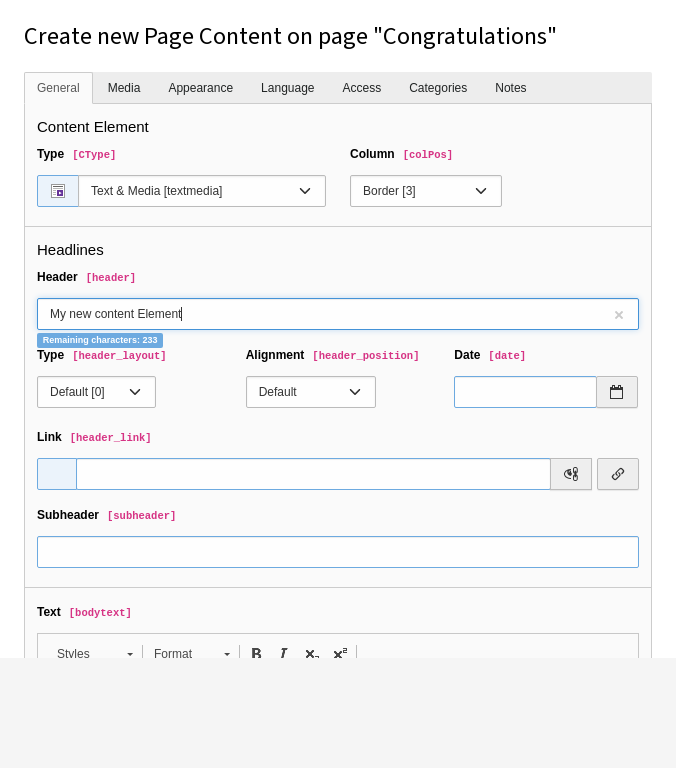 Create new Page Content on page "Congratulations"
General Media Appearance Language Access Categories Notes
Content Element
Type [CType] Column [colPos]
Text & Media [textmedia] Border [3]
Headlines
Header [header]
My new content Element
Remaining characters: 233
Type [header_layout] Alignment [header_position] Date [date]
Default [0] Default
Link [header_link]
Subheader [subheader]
Text [bodytext]
Styles Format B I x₂ x²